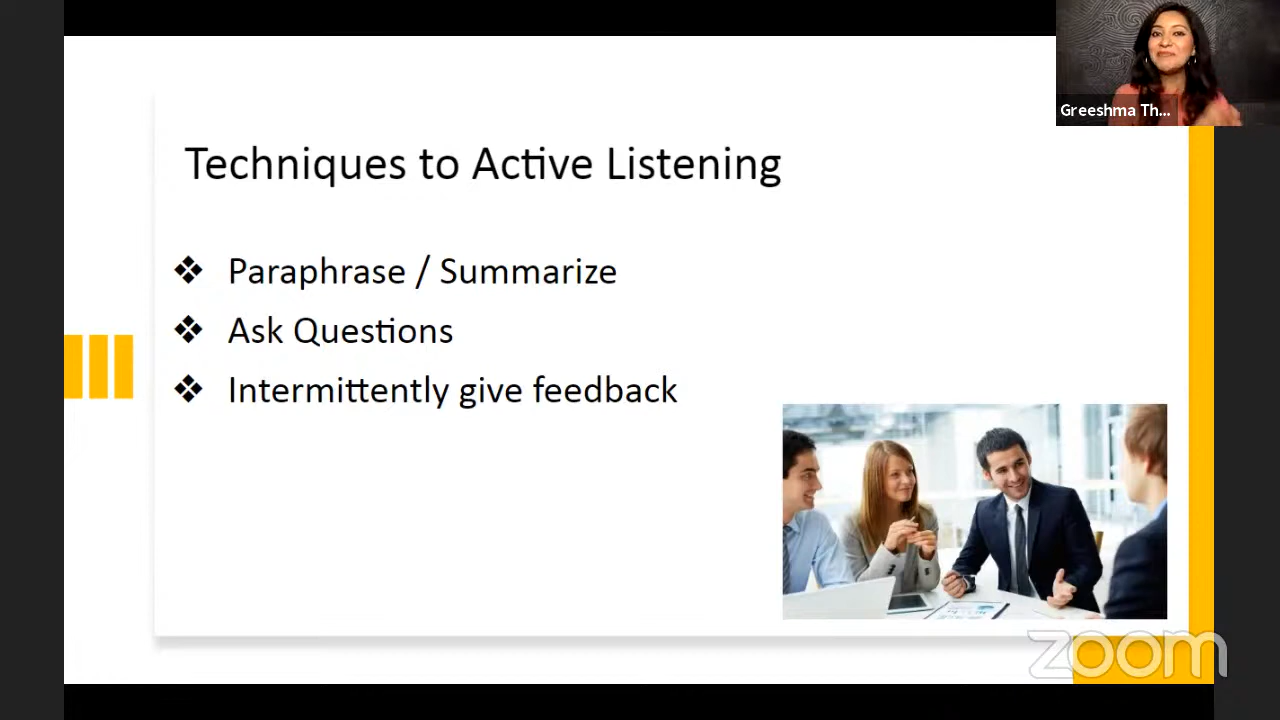 Greeshma Th...
Techniques to Active Listening
❖ Paraphrase / Summarize
❖ Ask Questions
❖ Intermittently give feedback
zoom